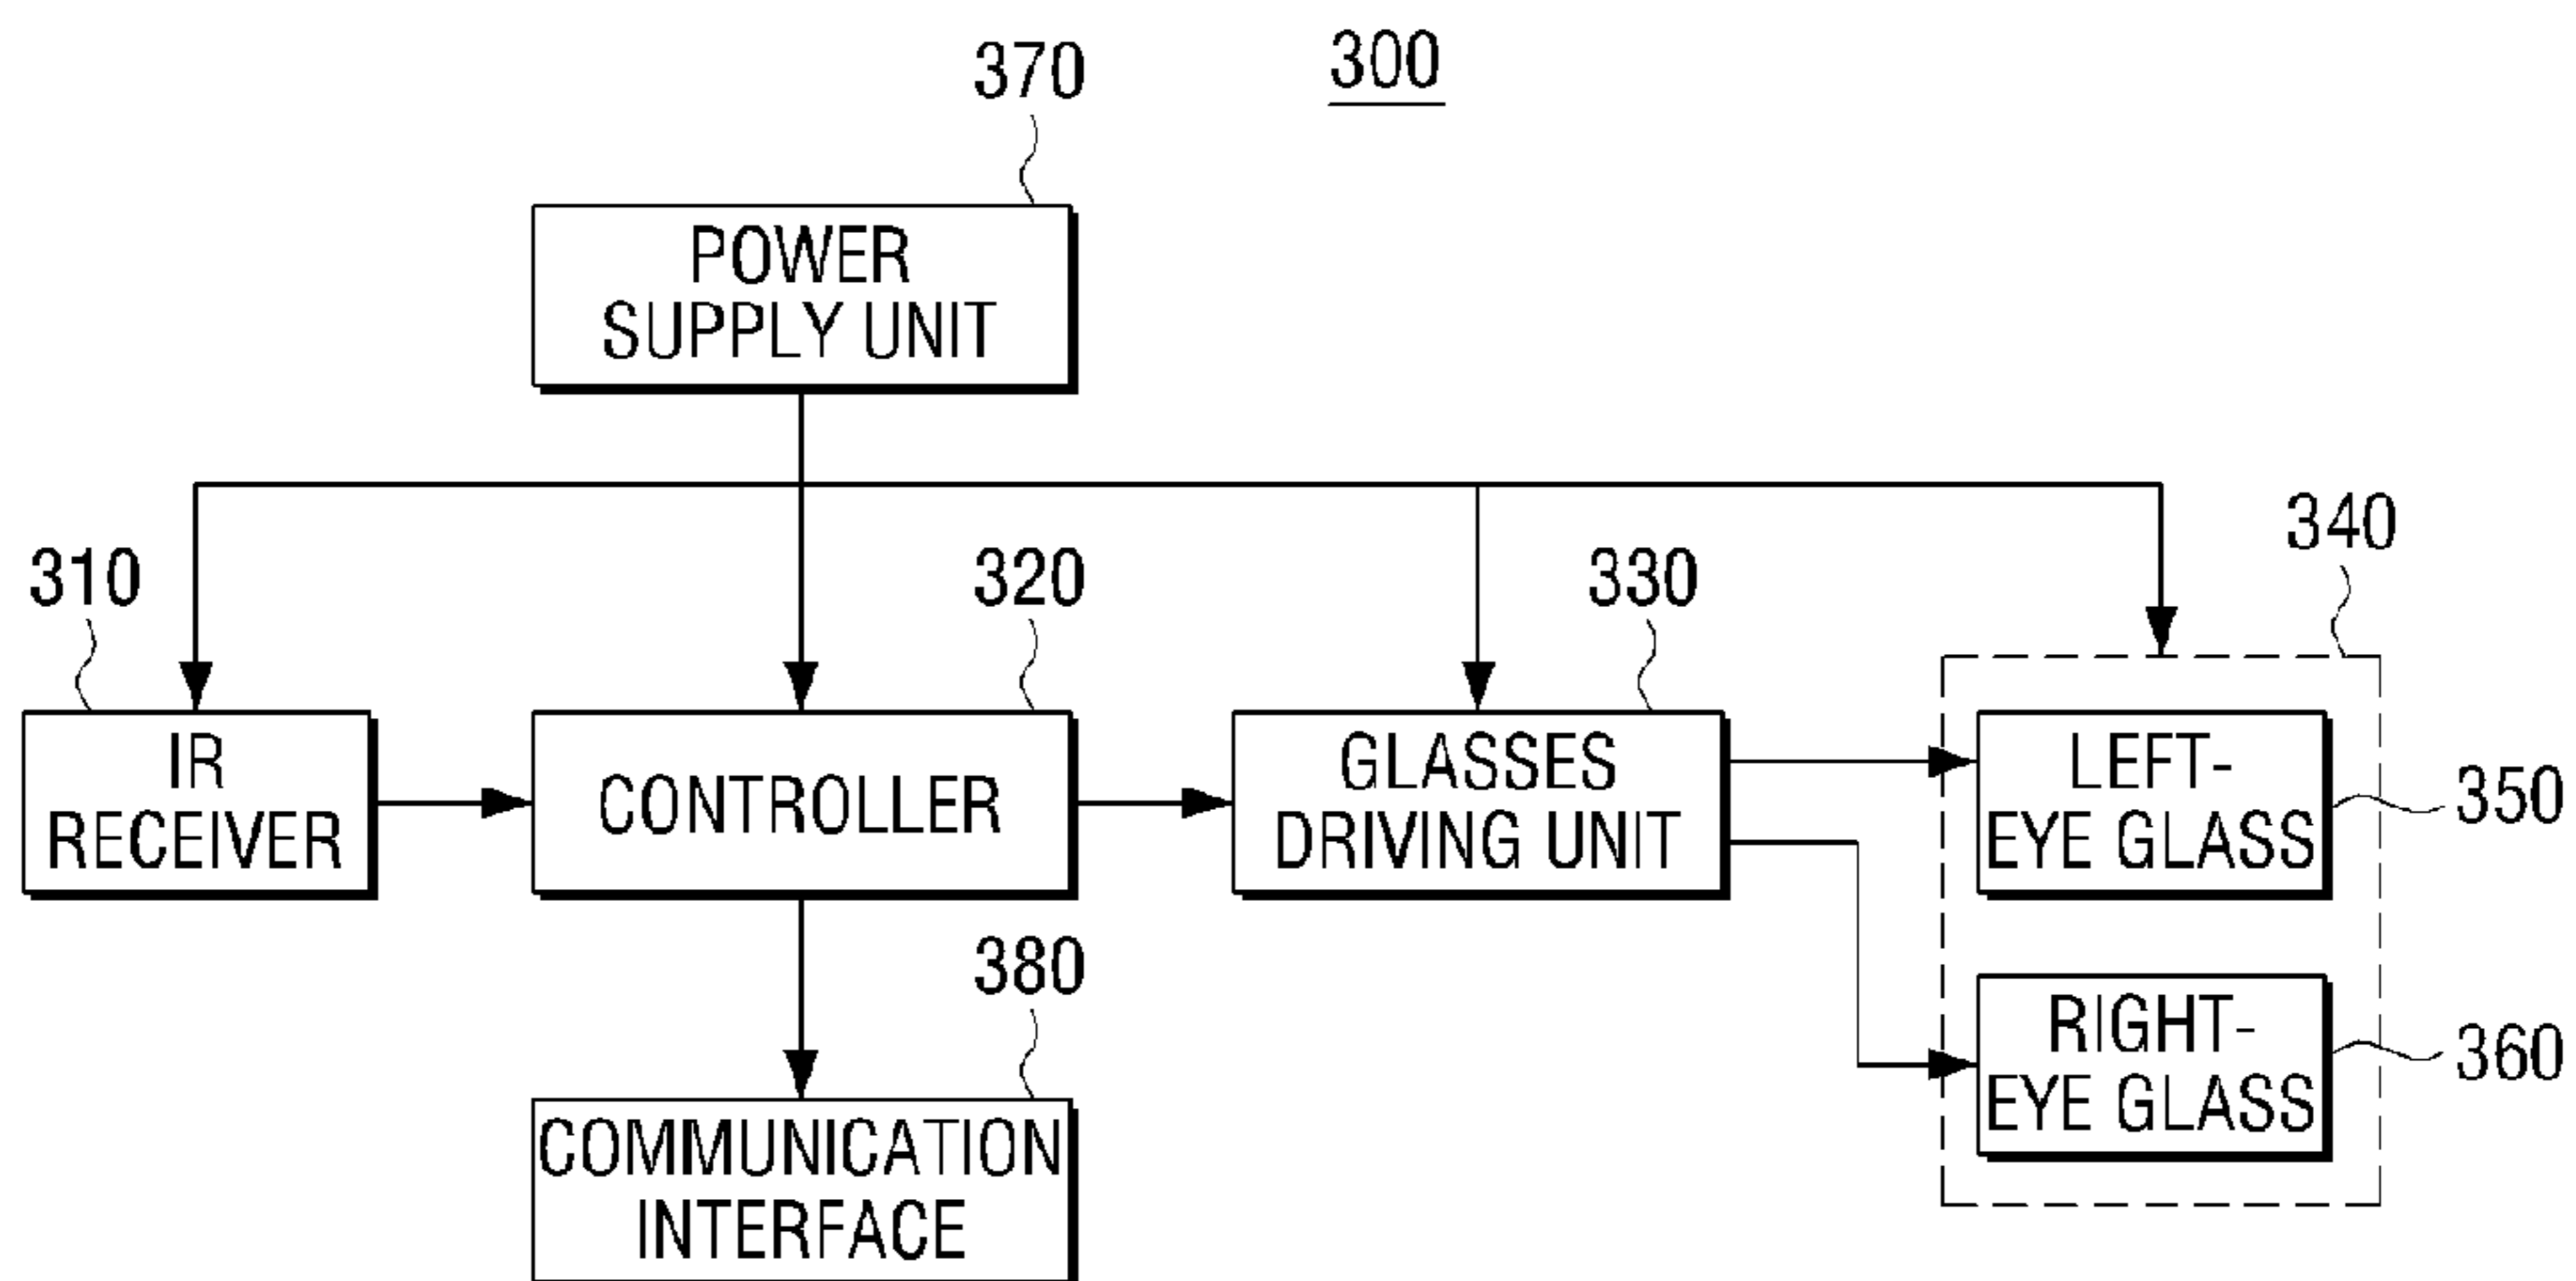 300
370
POWER
SUPPLY UNIT
310
320
330
340
IR
RECEIVER
CONTROLLER
GLASSES
DRIVING UNIT
LEFT-
EYE GLASS
350
380
RIGHT-
EYE GLASS
360
COMMUNICATION
INTERFACE